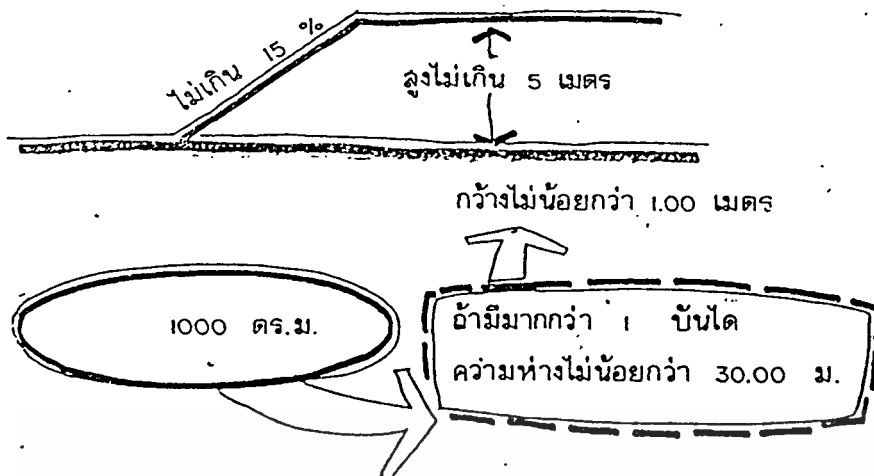 ไม่เกิน 15 %
สูงไม่เกิน 5 เมตร
กว้างไม่น้อยกว่า 1.00 เมตร
1000 ตร.ม.
ถ้ามีมากกว่า 1 บันได
ความห่างไม่น้อยกว่า 30.00 ม.